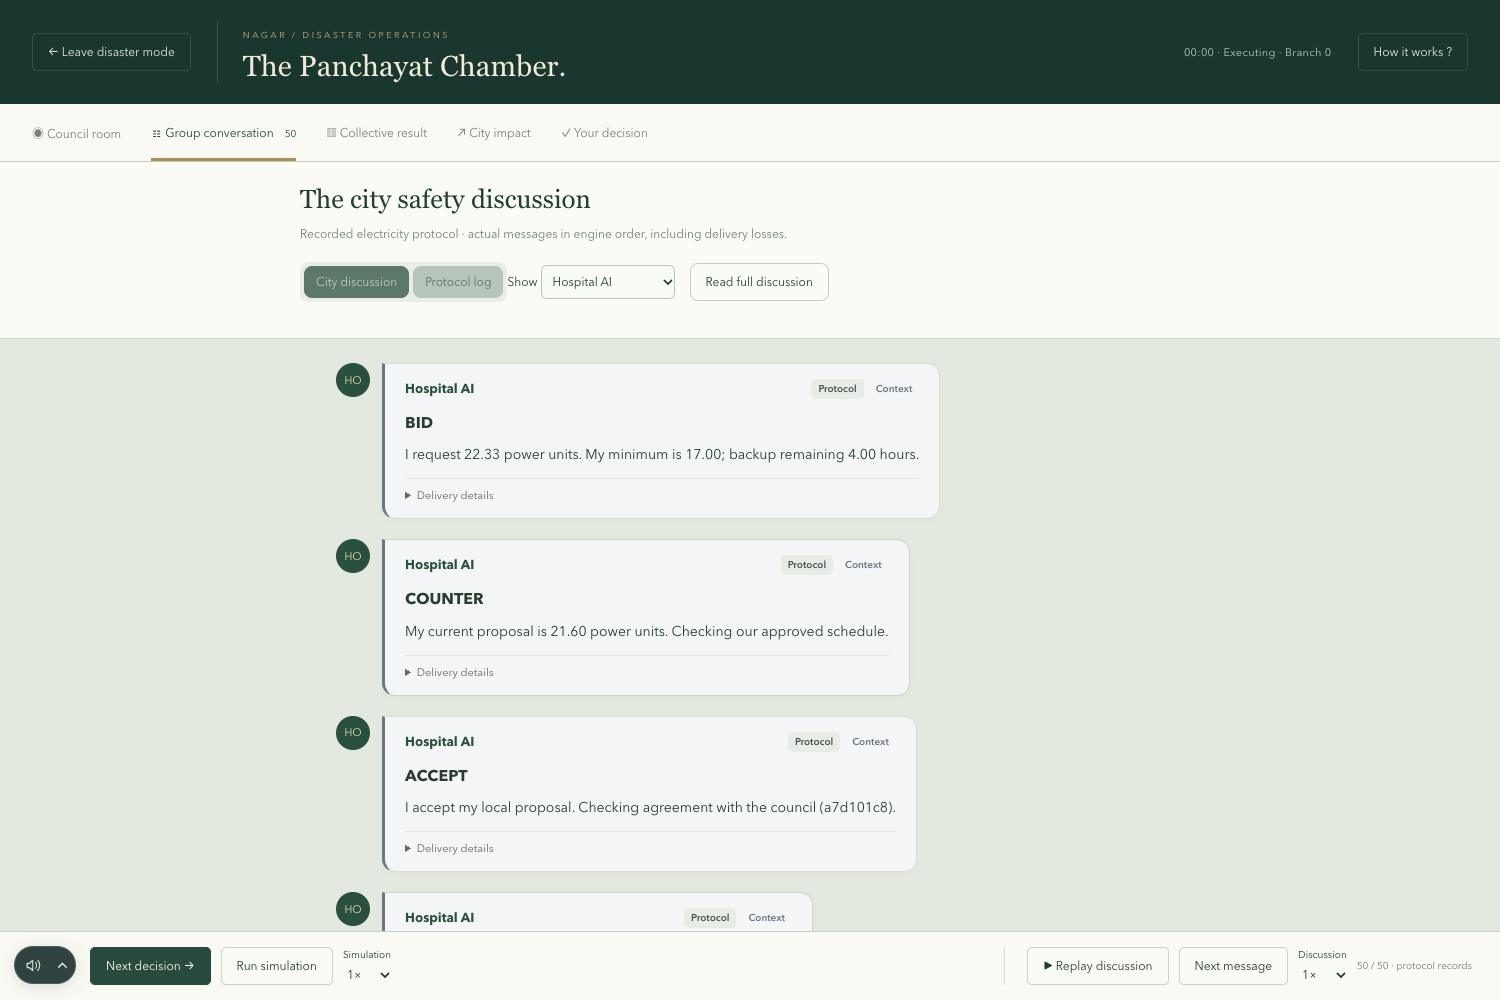 ← Leave disaster mode
NAGAR / DISASTER OPERATIONS
The Panchayat Chamber.
00:00 · Executing · Branch 0
How it works ?
Council room
Group conversation 50
Collective result
↗ City impact
✓ Your decision
The city safety discussion
Recorded electricity protocol · actual messages in engine order, including delivery losses.
City discussion
Protocol log
Show
Hospital AI
Read full discussion
HO
Hospital AI
Protocol
Context
BID
I request 22.33 power units. My minimum is 17.00; backup remaining 4.00 hours.
Delivery details
HO
Hospital AI
Protocol
Context
COUNTER
My current proposal is 21.60 power units. Checking our approved schedule.
Delivery details
HO
Hospital AI
Protocol
Context
ACCEPT
I accept my local proposal. Checking agreement with the council (a7d101c8).
Delivery details
HO
Hospital AI
Protocol
Context
Next decision →
Run simulation
Simulation
1×
Replay discussion
Next message
Discussion
1×
50 / 50 · protocol records